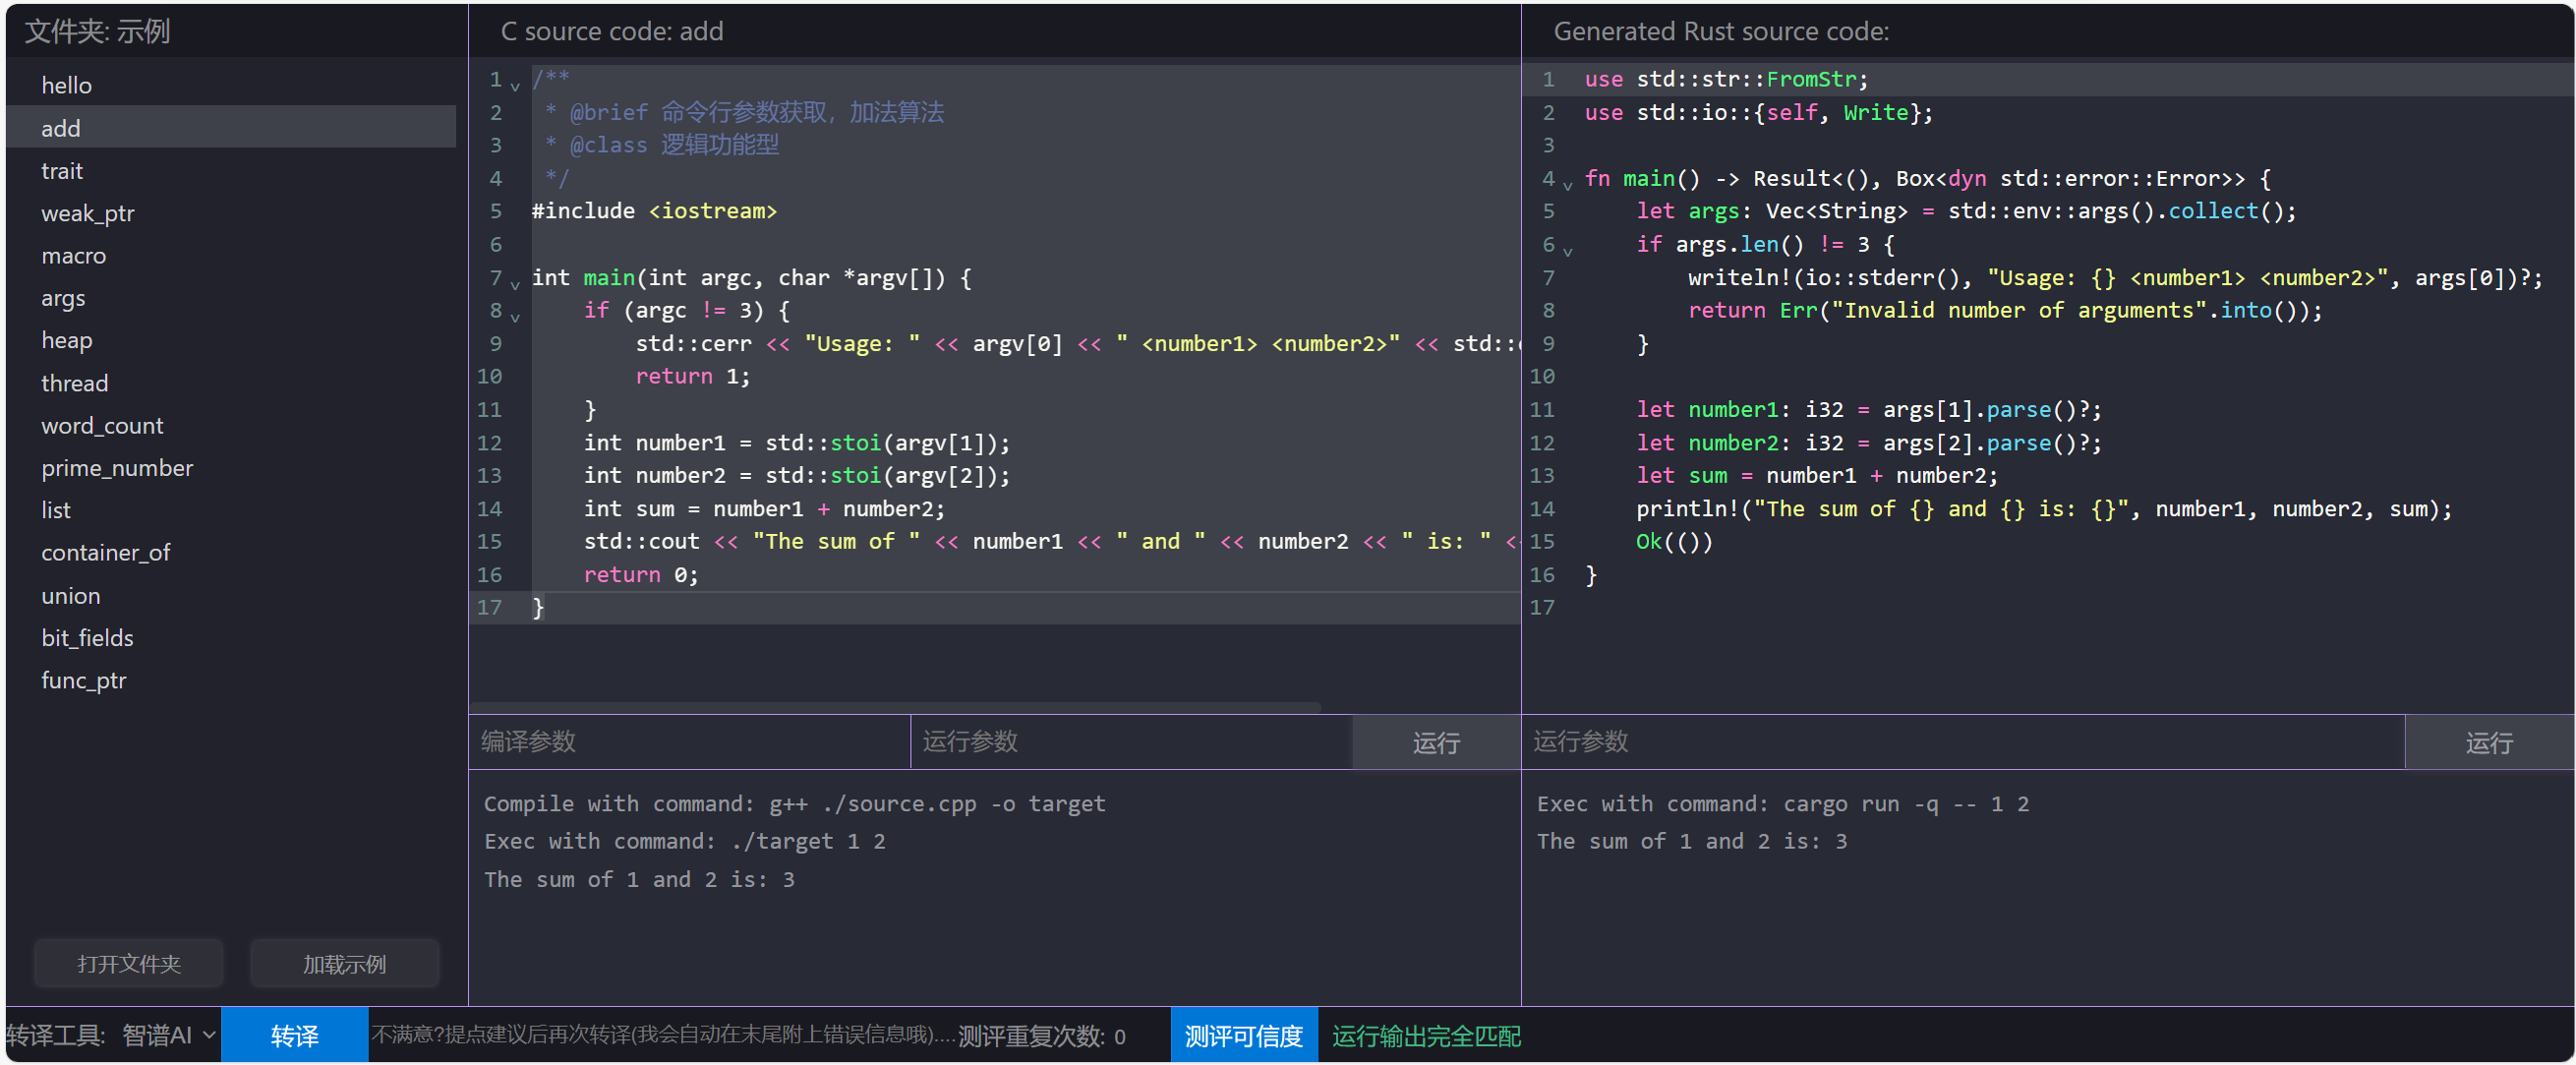 文件夹: 示例
hello
add
trait
weak_ptr
macro
args
heap
thread
word_count
prime_number
list
container_of
union
bit_fields
func_ptr
打开文件夹 加载示例
C source code: add
1 /**
2  * @brief 命令行参数获取，加法算法
3  * @class 逻辑功能型
4  */
5 #include <iostream>
6
7 int main(int argc, char *argv[]) {
8     if (argc != 3) {
9         std::cerr << "Usage: " << argv[0] << " <number1> <number2>" << std::
10         return 1;
11     }
12     int number1 = std::stoi(argv[1]);
13     int number2 = std::stoi(argv[2]);
14     int sum = number1 + number2;
15     std::cout << "The sum of " << number1 << " and " << number2 << " is: " <<
16     return 0;
17 }
编译参数 运行参数 运行
Compile with command: g++ ./source.cpp -o target
Exec with command: ./target 1 2
The sum of 1 and 2 is: 3
Generated Rust source code:
1 use std::str::FromStr;
2 use std::io::{self, Write};
3
4 fn main() -> Result<(), Box<dyn std::error::Error>> {
5     let args: Vec<String> = std::env::args().collect();
6     if args.len() != 3 {
7         writeln!(io::stderr(), "Usage: {} <number1> <number2>", args[0])?;
8         return Err("Invalid number of arguments".into());
9     }
10
11     let number1: i32 = args[1].parse()?;
12     let number2: i32 = args[2].parse()?;
13     let sum = number1 + number2;
14     println!("The sum of {} and {} is: {}", number1, number2, sum);
15     Ok(())
16 }
17
运行参数 运行
Exec with command: cargo run -q -- 1 2
The sum of 1 and 2 is: 3
转译工具: 智谱AI 转译 不满意?提点建议后再次转译(我会自动在末尾附上错误信息哦).... 测评重复次数: 0 测评可信度 运行输出完全匹配